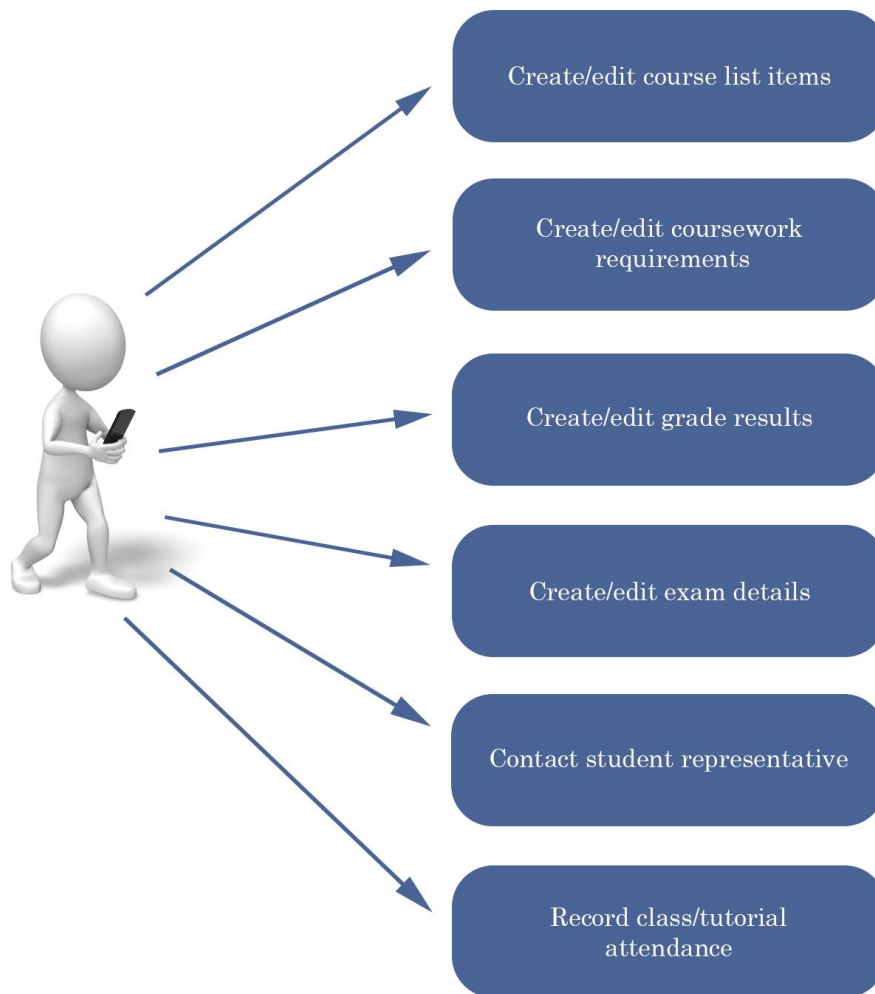 Create/edit course list items
Create/edit coursework
requirements
Create/edit grade results
Create/edit exam details
Contact student representative
Record class/tutorial
attendance